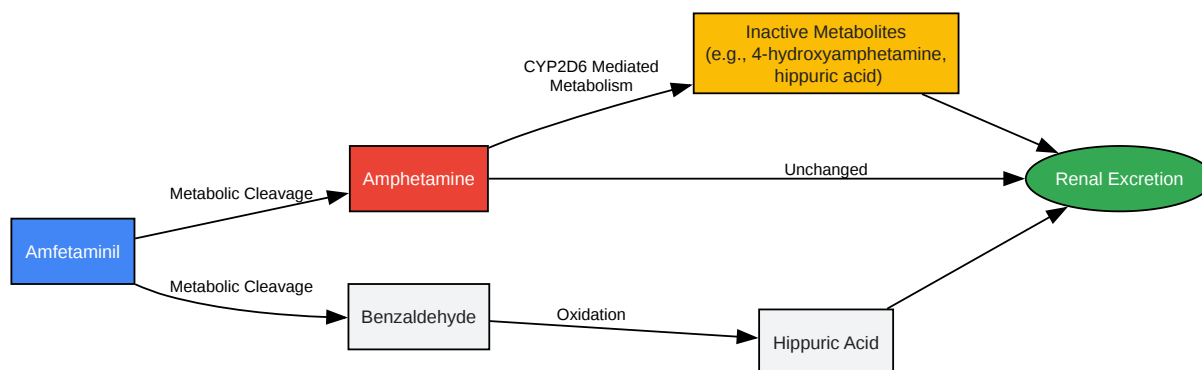 Inactive Metabolites
(e.g., 4-hydroxyamphetamine,
hippuric acid)
CYP2D6 Mediated
Metabolism
Amphetamine
Unchanged
Renal Excretion
Metabolic Cleavage
Amfetaminil
Metabolic Cleavage
Benzaldehyde
Oxidation
Hippuric Acid